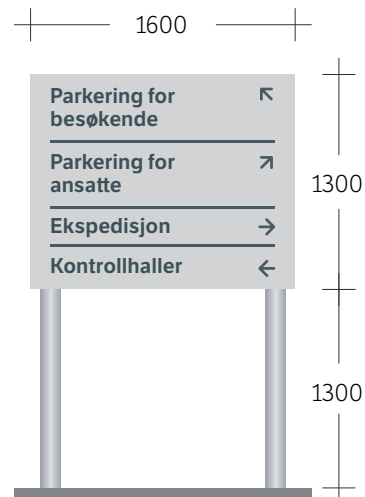 1600
Parkering for
besøkende
Parkering for
ansatte
1300
Ekspedisjon
Kontrollhaller
1300